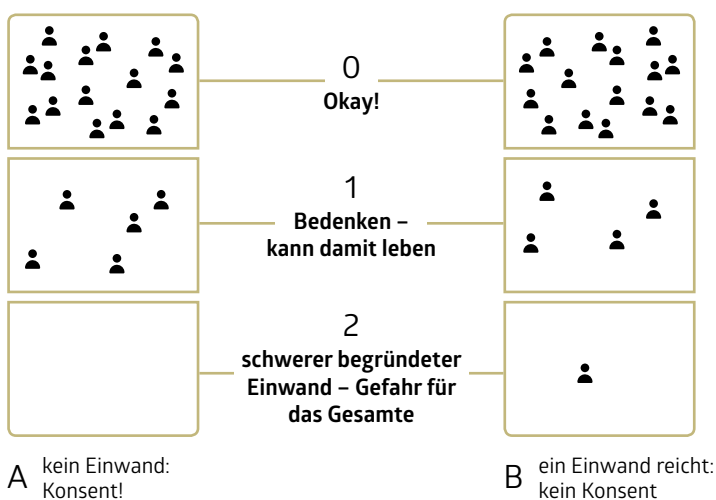 0
Okay!
1
Bedenken –
kann damit leben
2
schwerer begründeter
Einwand – Gefahr für
das Gesamte
A kein Einwand:
Konsent!
B ein Einwand reicht:
kein Konsent